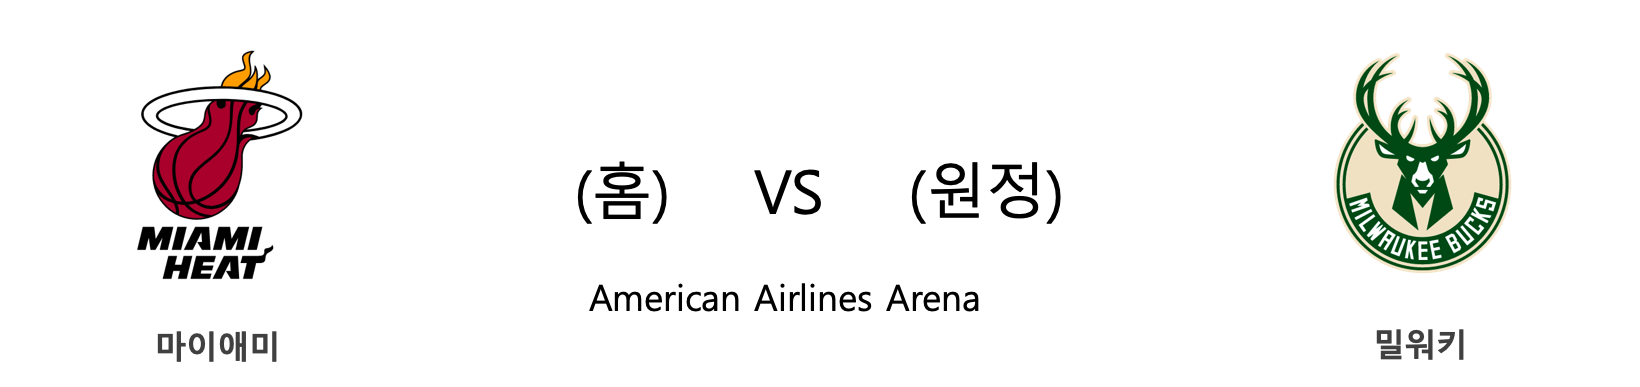 MIAMI
HEAT
마이애미
(홈) VS (원정)
American Airlines Arena
MILWAUKEE BUCKS
밀워키